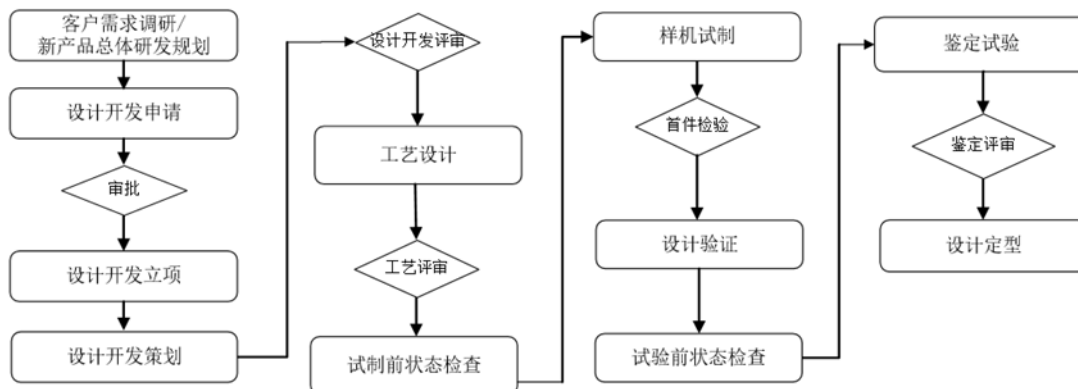 客户需求调研/
新产品总体研发规划
设计开发申请
审批
设计开发立项
设计开发策划
设计开发评审
工艺设计
工艺评审
试制前状态检查
样机试制
首件检验
设计验证
试验前状态检查
鉴定试验
鉴定评审
设计定型